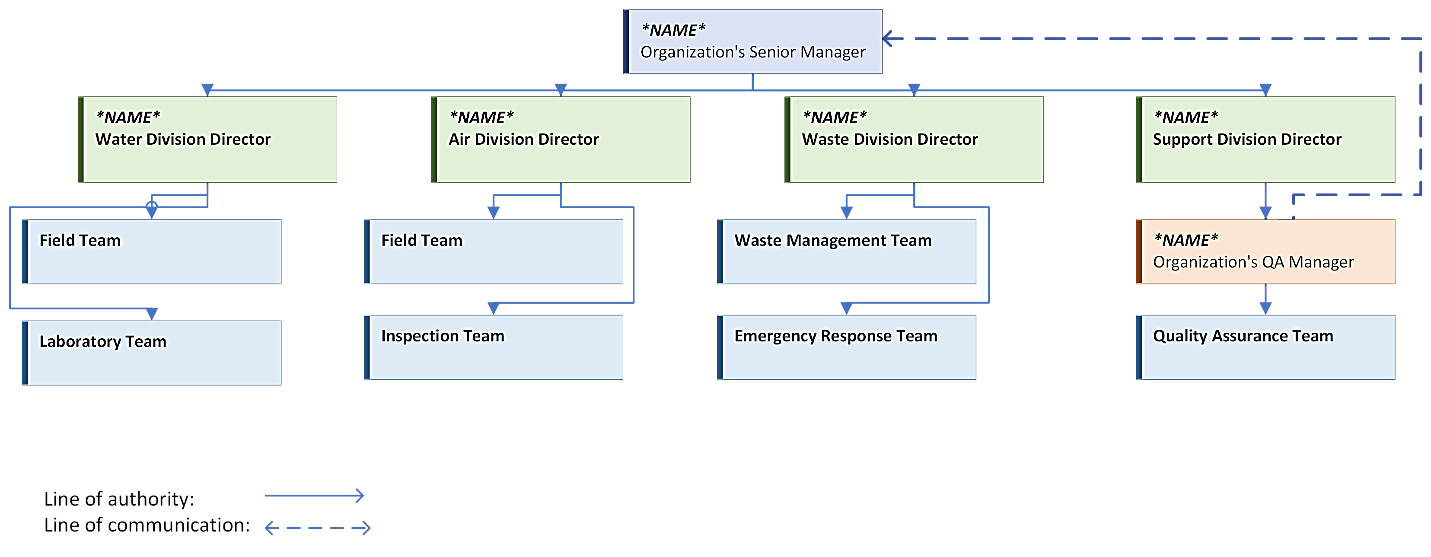 *NAME*
Organization's Senior Manager
*NAME*
Water Division Director
*NAME*
Air Division Director
*NAME*
Waste Division Director
*NAME*
Support Division Director
Field Team
Field Team
Waste Management Team
*NAME*
Organization's QA Manager
Laboratory Team
Inspection Team
Emergency Response Team
Quality Assurance Team
Line of authority:
Line of communication: